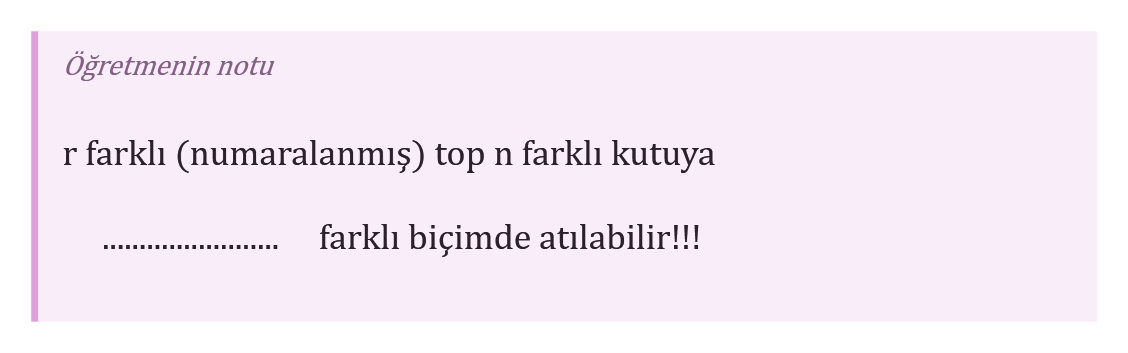 Öğretmenin notu
r farklı (numaralanmış) top n farklı kutuya
........................ farklı biçimde atılabilir!!!